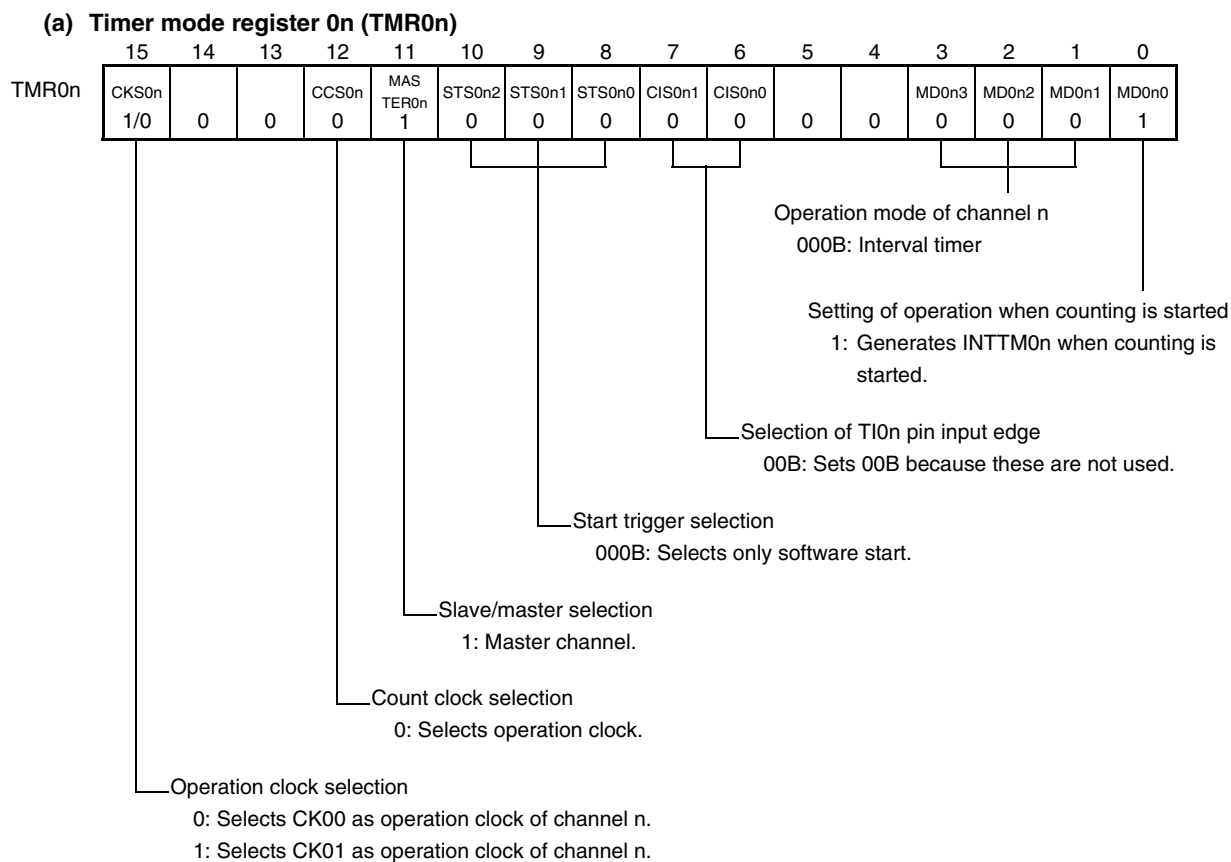 (a) Timer mode register 0n (TMR0n)
15 14 13 12 11 10 9 8 7 6 5 4 3 2 1 0
TMR0n CKS0n CCS0n MAS TER0n STS0n2 STS0n1 STS0n0 CIS0n1 CIS0n0 MD0n3 MD0n2 MD0n1 MD0n0
1/0 0 0 0 1 0 0 0 0 0 0 0 0 0 0 1
Operation mode of channel n
000B: Interval timer
Setting of operation when counting is started
1: Generates INTTM0n when counting is
started.
Selection of TI0n pin input edge
00B: Sets 00B because these are not used.
Start trigger selection
000B: Selects only software start.
Slave/master selection
1: Master channel.
Count clock selection
0: Selects operation clock.
Operation clock selection
0: Selects CK00 as operation clock of channel n.
1: Selects CK01 as operation clock of channel n.